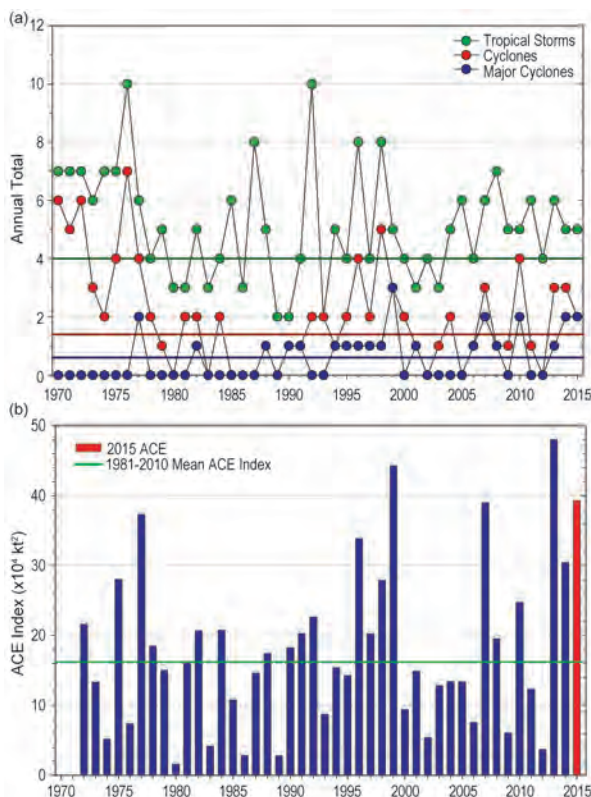 (a)
12
10
8
6
4
2
0
Annual Total
Tropical Storms
Cyclones
Major Cyclones
1970 1975 1980 1985 1990 1995 2000 2005 2010 2015
(b)
50
40
30
20
10
0
ACE Index (x10⁴ kt²)
2015 ACE
1981-2010 Mean ACE Index
1970 1975 1980 1985 1990 1995 2000 2005 2010 2015